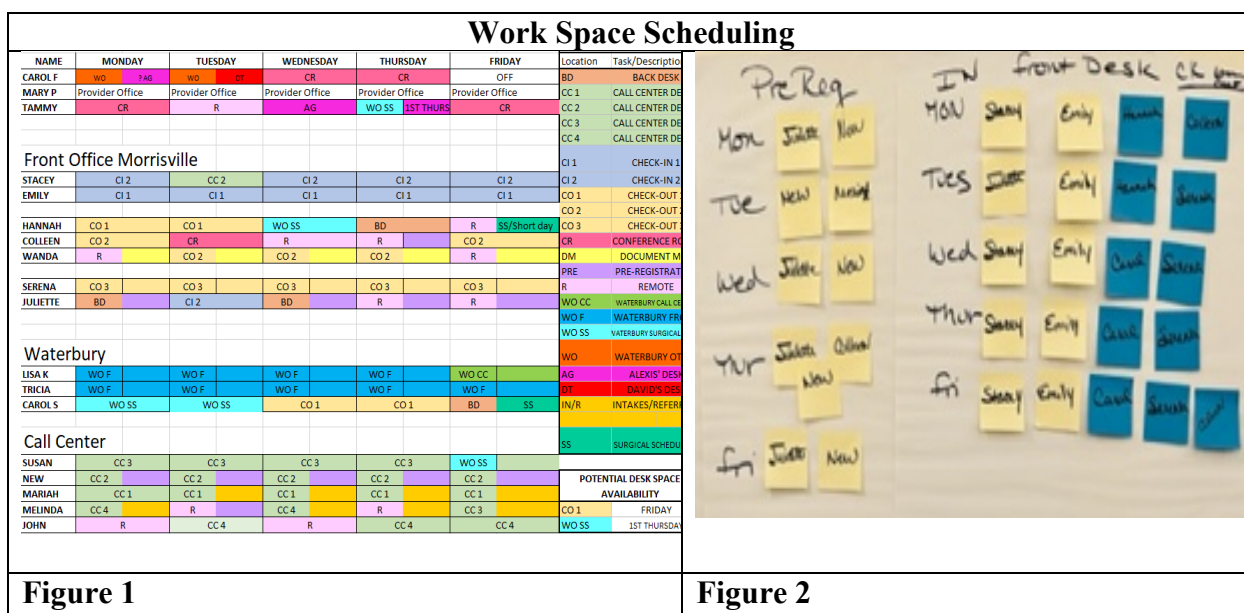 Work Space Scheduling
NAME MONDAY TUESDAY WEDNESDAY THURSDAY FRIDAY Location Task/Description
CAROL F WO ? AG WO DT CR CR OFF BD BACK DESK
MARY P Provider Office Provider Office Provider Office Provider Office Provider Office CC 1 CALL CENTER DE
TAMMY CR R AG WO SS 1ST THURS CR CC 2 CALL CENTER DE
CC 3 CALL CENTER DE
CC 4 CALL CENTER DE
Front Office Morrisville CI 1 CHECK-IN 1
STACEY CI 2 CC 2 CI 2 CI 2 CI 2 CI 2 CHECK-IN 2
EMILY CI 1 CI 1 CI 1 CI 1 CI 1 CO 1 CHECK-OUT
CO 2 CHECK-OUT
HANNAH CO 1 CO 1 WO SS BD R SS/Short day CO 3 CHECK-OUT
COLLEEN CO 2 CR R R CO 2 CR CONFERENCE RO
WANDA R CO 2 CO 2 CO 2 R DM DOCUMENT M
PRE PRE-REGISTRAT
SERENA CO 3 CO 3 CO 3 CO 3 CO 3 R REMOTE
JULIETTE BD CI 2 BD R R WO CC WATERBURY CALL CE
WO F WATERBURY FR
WO SS WATERBURY SURGICAL
Waterbury WO WATERBURY OT
LISA K WO F WO F WO F WO F WO CC AG ALEXIS' DESK
TRICIA WO F WO F WO F WO F WO F DT DAVID'S DES
CAROL S WO SS WO SS CO 1 CO 1 BD SS IN/R INTAKES/REFERR
Call Center SS SURGICAL SCHEDU
SUSAN CC 3 CC 3 CC 3 CC 3 WO SS
NEW CC 2 CC 2 CC 2 CC 2 CC 2 POTENTIAL DESK SPACE
MARIAH CC 1 CC 1 CC 1 CC 1 CC 1 AVAILABILITY
MELINDA CC 4 R CC 4 R CC 3 CO 1 FRIDAY
JOHN R CC 4 R CC 4 CC 4 WO SS 1ST THURSDAY
Figure 1
PreReq IN Front Desk
Mon Juliette New
Tue New
Wed Juliette New
Thur Juliette Colleen
New
Fri Juliette New
MON Stacey Emily Hannah Colleen
Tues Juliette Emily Hannah
Wed Stacey Emily Carol
Thur Stacey Emily Carol
Fri Stacey Emily Carol Colleen
Figure 2